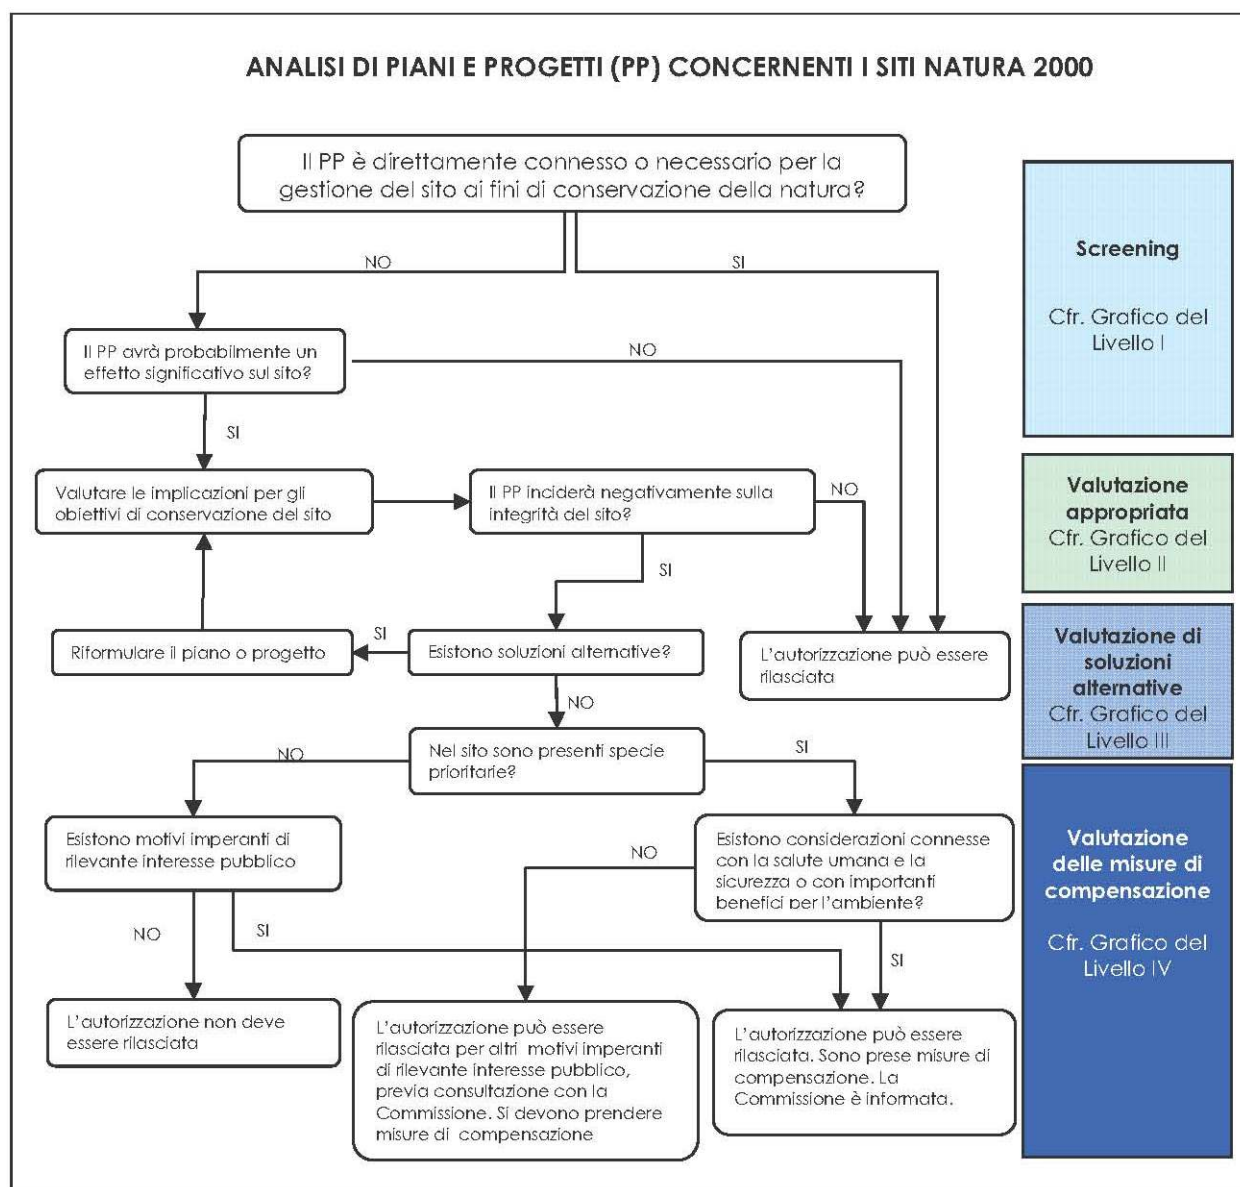 ANALISI DI PIANI E PROGETTI (PP) CONCERNENTI I SITI NATURA 2000
Il PP è direttamente connesso o necessario per la
gestione del sito ai fini di conservazione della natura?
NO
SI
Screening
Cfr. Grafico del
Livello I
Il PP avrà probabilmente un
effetto significativo sul sito?
NO
SI
Valutare le implicazioni per gli
obiettivi di conservazione del sito
Il PP inciderà negativamente sulla
integrità del sito?
NO
SI
Valutazione
appropriata
Cfr. Grafico del
Livello II
Riformulare il piano o progetto
SI
Esistono soluzioni alternative?
NO
L'autorizzazione può essere
rilasciata
Valutazione di
soluzioni
alternative
Cfr. Grafico del
Livello III
Nel sito sono presenti specie
prioritarie?
NO
SI
Esistono motivi imperanti di
rilevante interesse pubblico
NO
SI
Esistono considerazioni connesse
con la salute umana e la
sicurezza o con importanti
benefici per l'ambiente?
NO
SI
Valutazione
delle misure di
compensazione
Cfr. Grafico del
Livello IV
L'autorizzazione non deve
essere rilasciata
L'autorizzazione può essere
rilasciata per altri motivi imperanti
di rilevante interesse pubblico,
previa consultazione con la
Commissione. Si devono prendere
misure di compensazione
L'autorizzazione può essere
rilasciata. Sono prese misure di
compensazione. La
Commissione è informata.